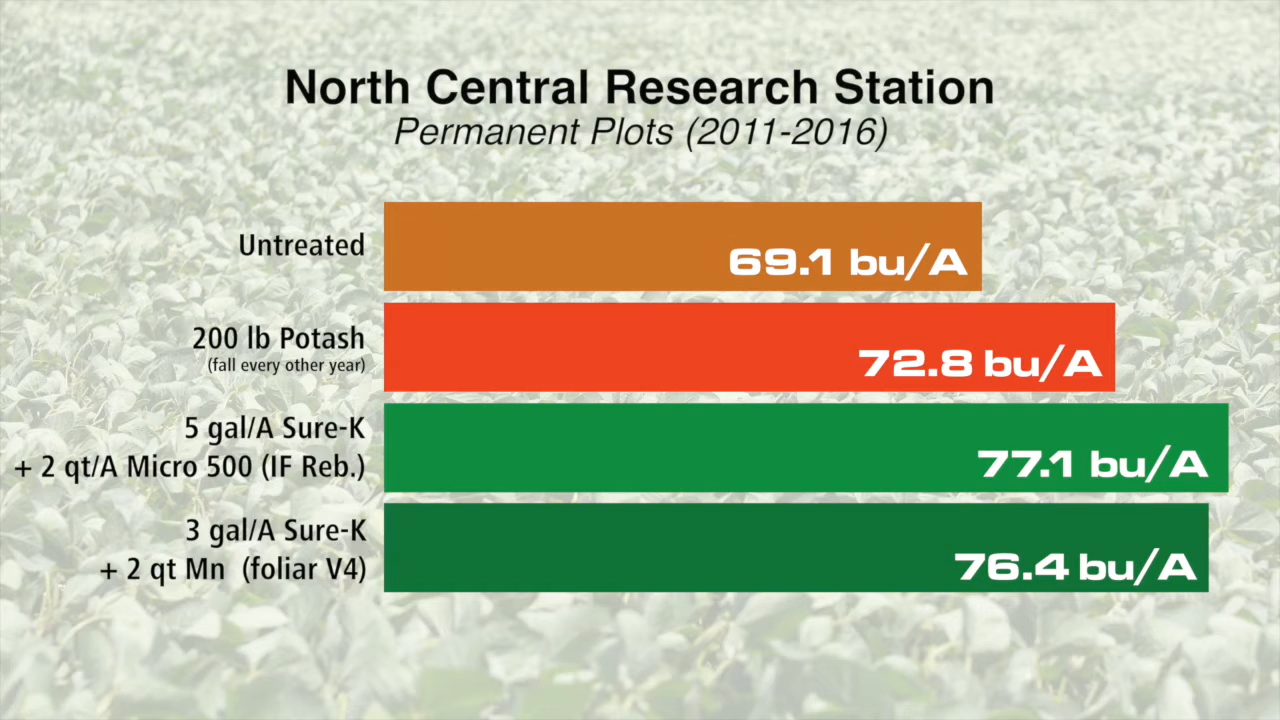 North Central Research Station
Permanent Plots (2011-2016)
Untreated
69.1 bu/A
200 lb Potash
(fall every other year)
72.8 bu/A
5 gal/A Sure-K
+ 2 qt/A Micro 500 (IF Reb.)
77.1 bu/A
3 gal/A Sure-K
+ 2 qt Mn (foliar V4)
76.4 bu/A